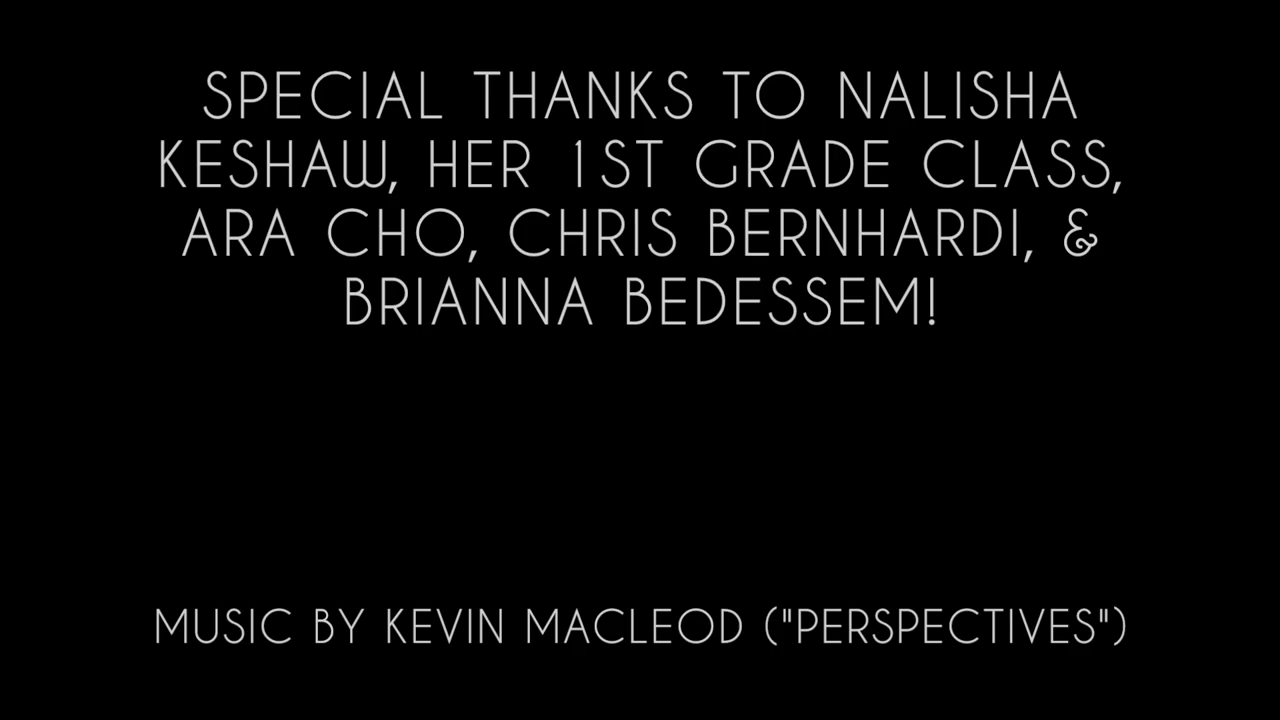 SPECIAL THANKS TO NALISHA
KESHAW, HER 1ST GRADE CLASS,
ARA CHO, CHRIS BERNHARDI, &
BRIANNA BEDESSEM!
MUSIC BY KEVIN MACLEOD ("PERSPECTIVES")